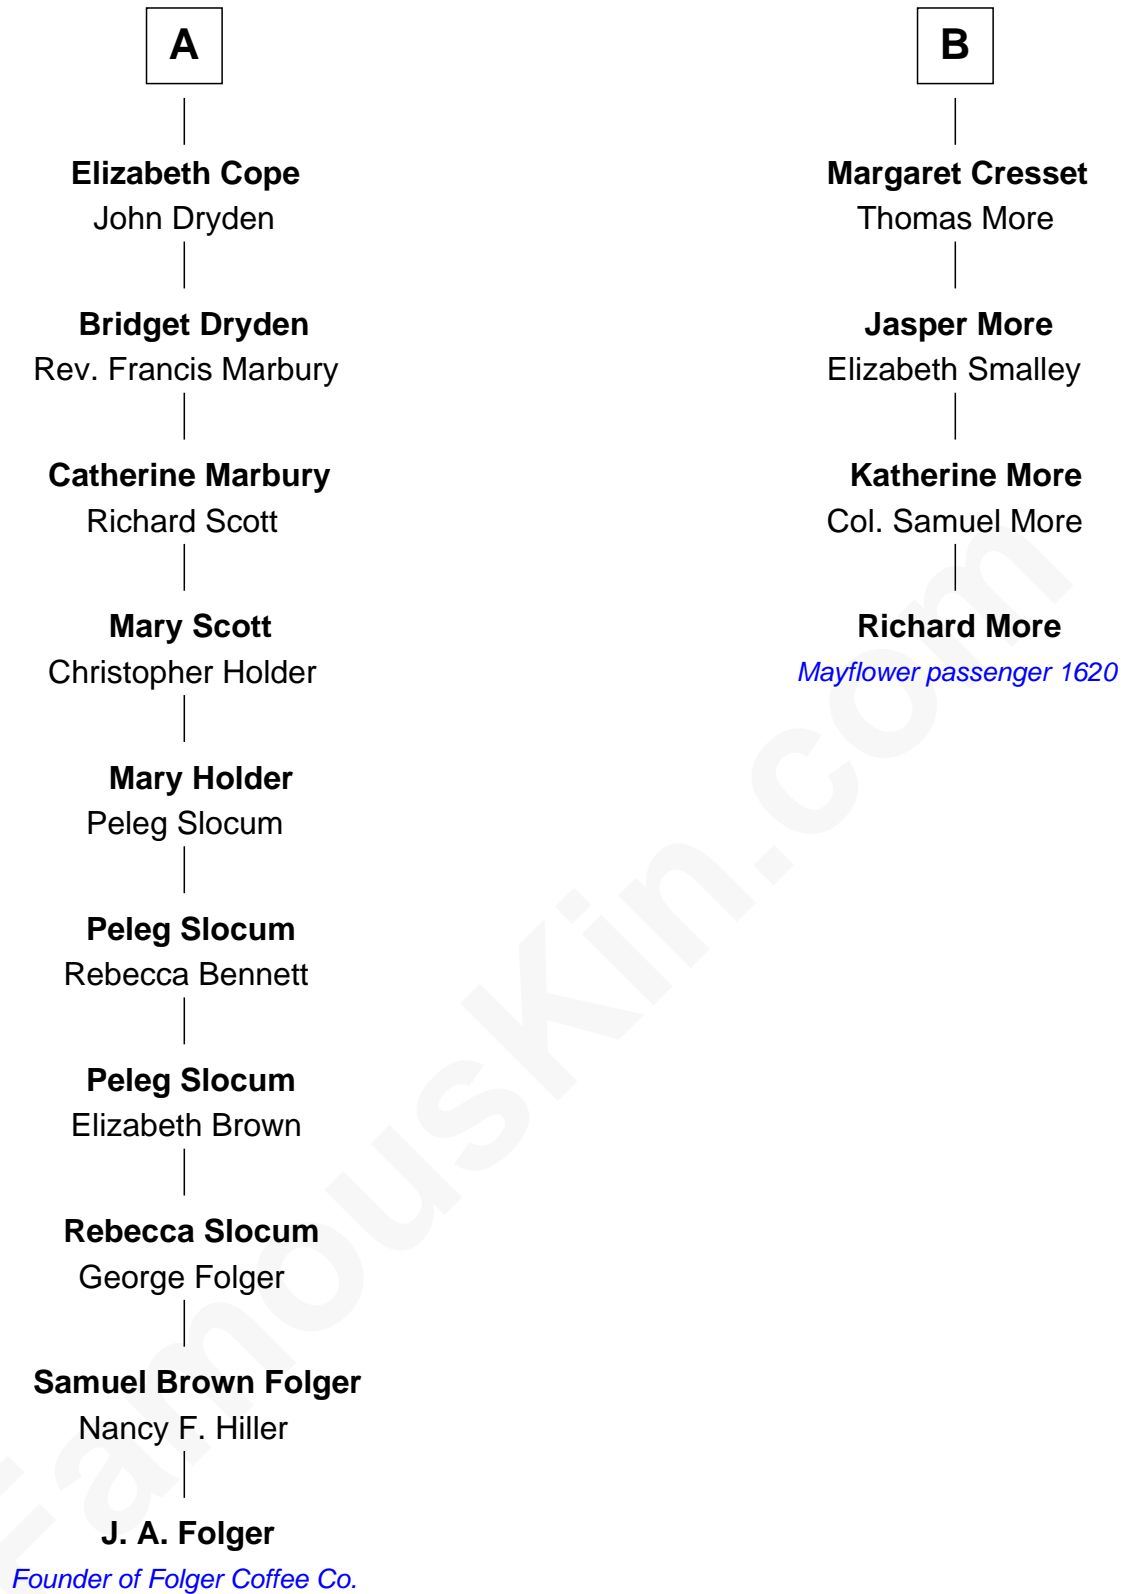 A
Elizabeth Cope
John Dryden
Bridget Dryden
Rev. Francis Marbury
Catherine Marbury
Richard Scott
Mary Scott
Christopher Holder
Mary Holder
Peleg Slocum
Peleg Slocum
Rebecca Bennett
Peleg Slocum
Elizabeth Brown
Rebecca Slocum
George Folger
Samuel Brown Folger
Nancy F. Hiller
J. A. Folger
Founder of Folger Coffee Co.
B
Margaret Cresset
Thomas More
Jasper More
Elizabeth Smalley
Katherine More
Col. Samuel More
Richard More
Mayflower passenger 1620
FamousKin.com